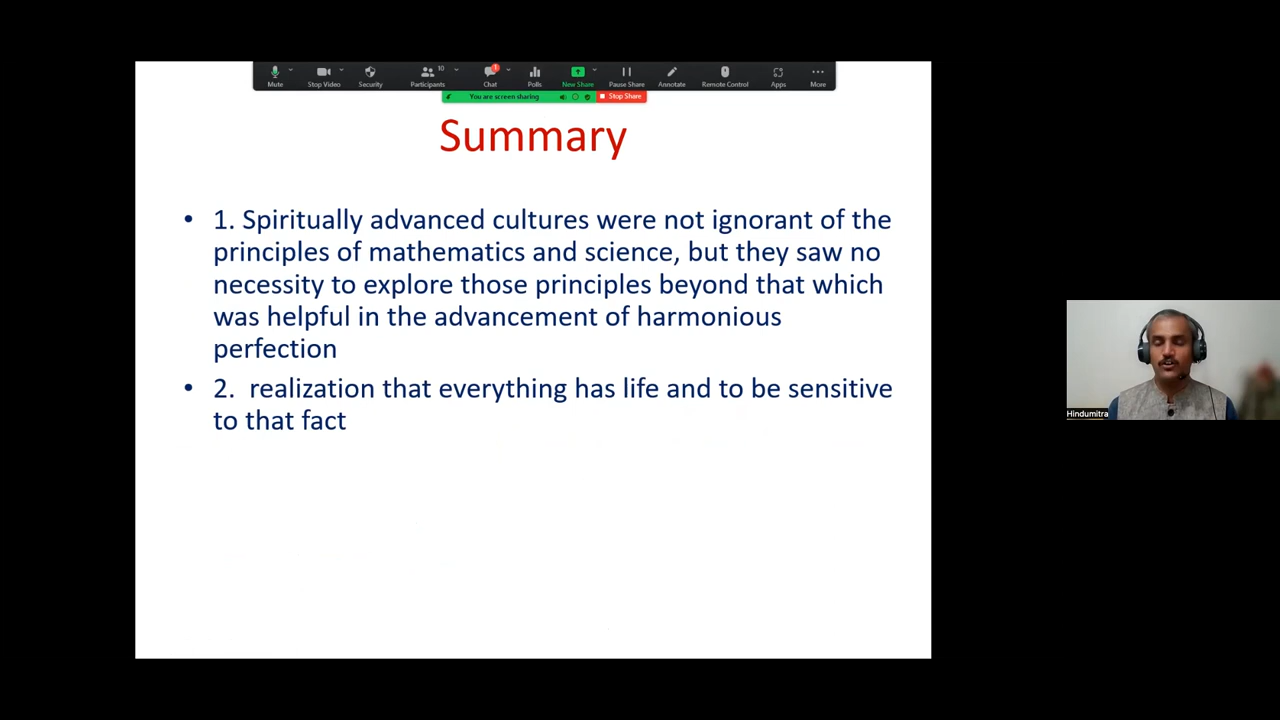 10
1
Mute
Stop Video
Security
Participants
Chat
Polls
New Share
Pause Share
Annotate
Remote Control
Apps
More
You are screen sharing
Stop Share
Summary
• 1. Spiritually advanced cultures were not ignorant of the
principles of mathematics and science, but they saw no
necessity to explore those principles beyond that which
was helpful in the advancement of harmonious
perfection
• 2. realization that everything has life and to be sensitive
to that fact
Hindumitra